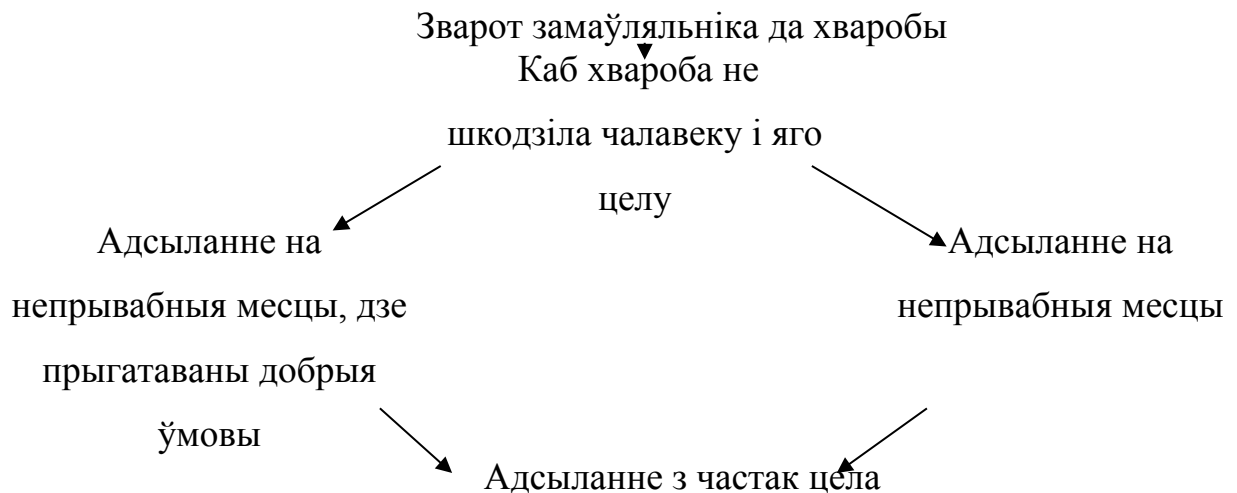 Зварот замаўляльніка да хваробы
Каб хвароба не
шкодзіла чалавеку і яго
целу
Адсыланне на
непрывабныя месцы, дзе
прыгатаваны добрыя
ўмовы
Адсыланне на
непрывабныя месцы
Адсыланне з частак цела